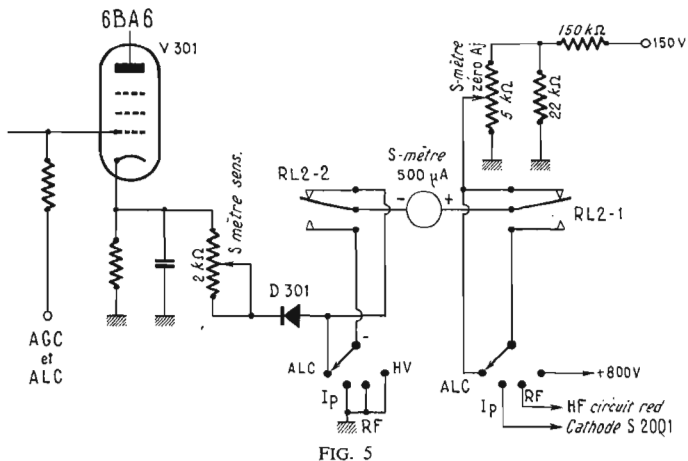 6BA6
V 301
150 kΩ
150 V
S-mètre
zéro Aj
5 kΩ
22 kΩ
S-mètre
500 µA
RL2-2
- +
RL2-1
S mètre sens.
2 kΩ
D 301
AGC
et
ALC
-
ALC
Ip
RF
HV
ALC
Ip
RF
+800V
HF circuit red
Cathode S 2001
FIG. 5